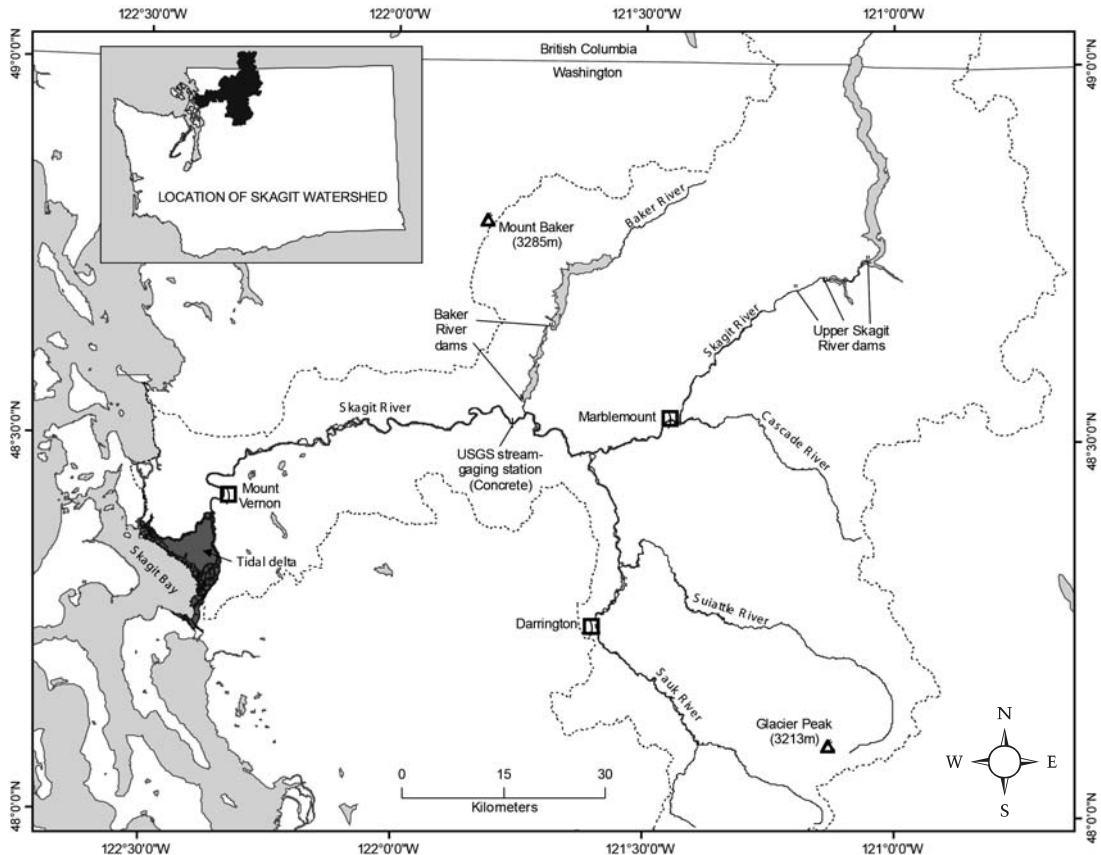 122°30'0"W
122°0'0"W
121°30'0"W
121°0'0"W
49°0'0"N
49°0'0"N
British Columbia
Washington
LOCATION OF SKAGIT WATERSHED
Mount Baker
(3285m)
Baker River
Baker
River
dams
Skagit River
Upper Skagit
River dams
Skagit River
Marblemount
Cascade River
48°30'0"N
48°30'0"N
USGS stream-
gaging station
(Concrete)
Mount
Vernon
Skagit Bay
Tidal delta
Darrington
Suiattle River
Sauk River
Glacier Peak
(3213m)
N
W
E
S
0
15
30
Kilometers
48°0'0"N
48°0'0"N
122°30'0"W
122°0'0"W
121°30'0"W
121°0'0"W